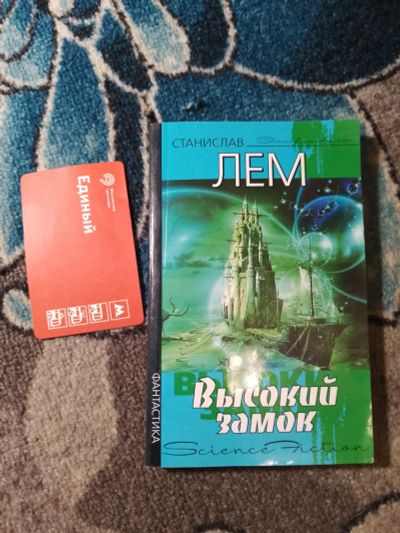 СТАНИСЛАВ
ЛЕМ
Высокий
замок
Science Fiction
ФАНТАСТИКА
Единый